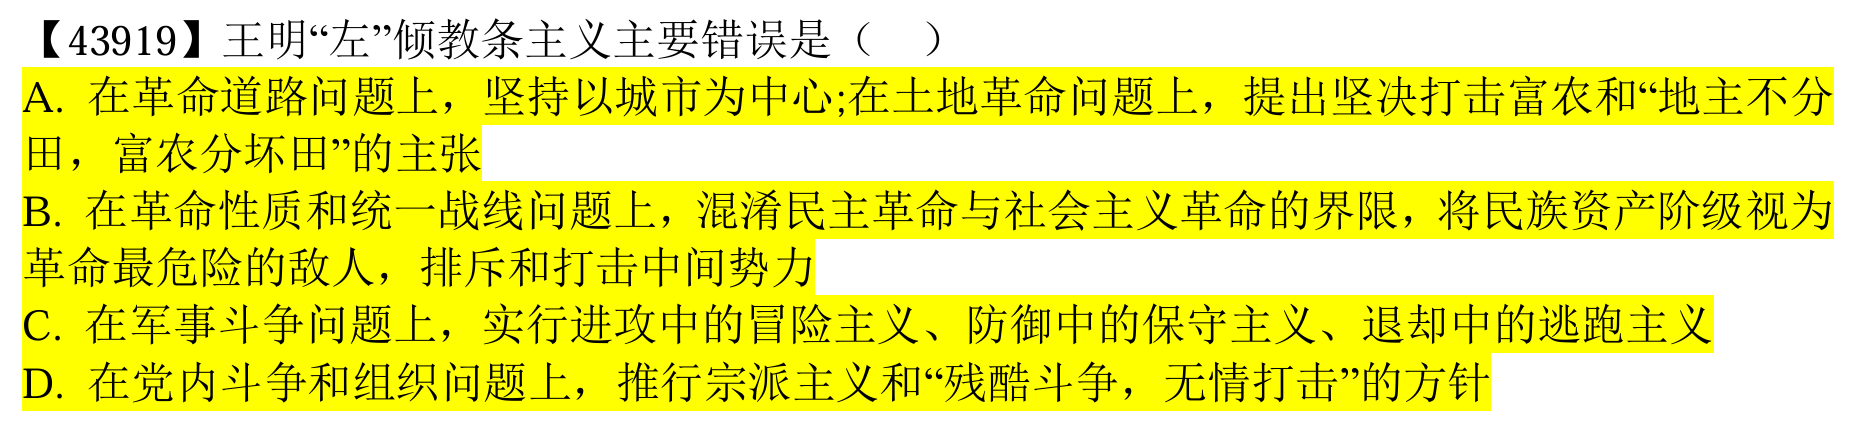 【43919】王明“左”倾教条主义主要错误是（ ）
A. 在革命道路问题上，坚持以城市为中心;在土地革命问题上，提出坚决打击富农和“地主不分
田，富农分坏田”的主张
B. 在革命性质和统一战线问题上，混淆民主革命与社会主义革命的界限，将民族资产阶级视为
革命最危险的敌人，排斥和打击中间势力
C. 在军事斗争问题上，实行进攻中的冒险主义、防御中的保守主义、退却中的逃跑主义
D. 在党内斗争和组织问题上，推行宗派主义和“残酷斗争，无情打击”的方针